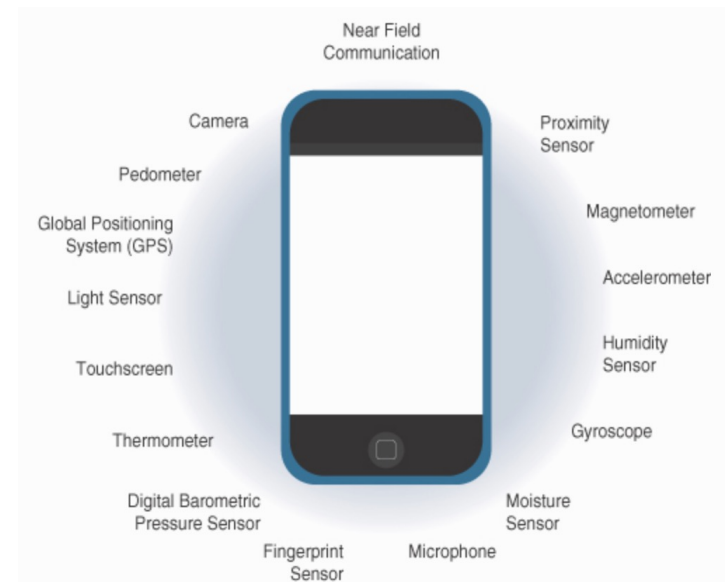 Near Field
Communication
Camera
Proximity
Sensor
Pedometer
Magnetometer
Global Positioning
System (GPS)
Accelerometer
Light Sensor
Humidity
Sensor
Touchscreen
Gyroscope
Thermometer
Digital Barometric
Pressure Sensor
Moisture
Sensor
Fingerprint
Sensor
Microphone